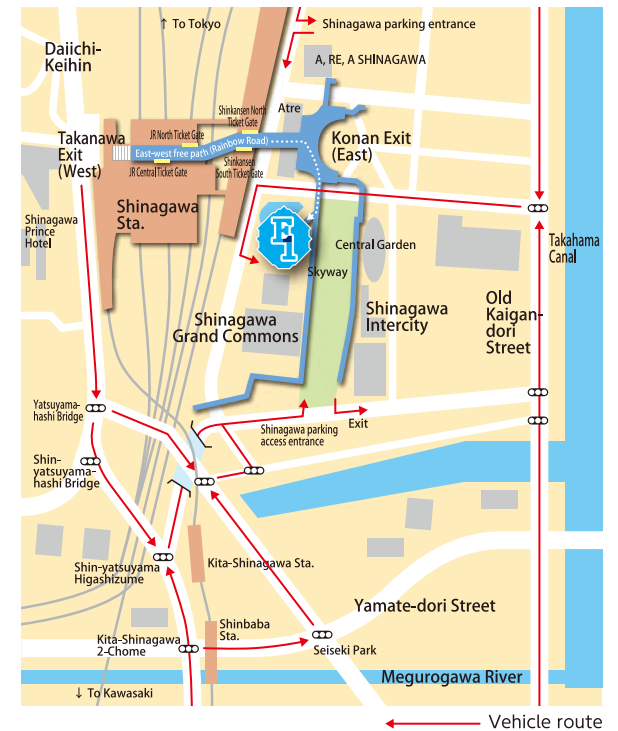 ↑ To Tokyo
Shinagawa parking entrance
Daiichi-
Keihin
A, RE, A SHINAGAWA
Shinkansen North
Ticket Gate
Atre
JR North Ticket Gate
Takanawa
Exit
(West)
East-west free path (Rainbow Road)
Konan Exit
(East)
JR Central Ticket Gate
Shinkansen
South Ticket Gate
Shinagawa
Sta.
Shinagawa
Prince
Hotel
E1
Central Garden
Takahama
Canal
Skyway
Shinagawa
Grand Commons
Shinagawa
Intercity
Old
Kaigan-
dori
Street
Yatsuyama-
hashi Bridge
Shinagawa parking
access entrance
Exit
Shin-
yatsuyama-
hashi Bridge
Shin-yatsuyama
Higashizume
Kita-Shinagawa Sta.
Yamate-dori Street
Shinbaba
Sta.
Kita-Shinagawa
2-Chome
Seiseki Park
Megurogawa River
↓ To Kawasaki
Vehicle route